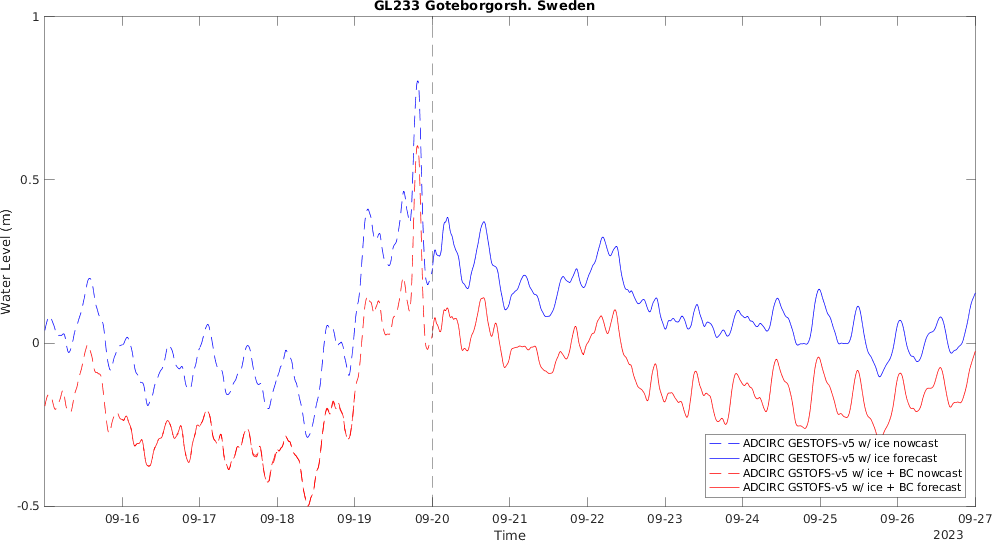 GL233 Goteborgorsh. Sweden
1
0.5
0
-0.5
Water Level (m)
09-16 09-17 09-18 09-19 09-20 09-21 09-22 09-23 09-24 09-25 09-26 09-27
Time
2023
ADCIRC GESTOFS-v5 w/ ice nowcast
ADCIRC GESTOFS-v5 w/ ice forecast
ADCIRC GSTOFS-v5 w/ ice + BC nowcast
ADCIRC GSTOFS-v5 w/ ice + BC forecast